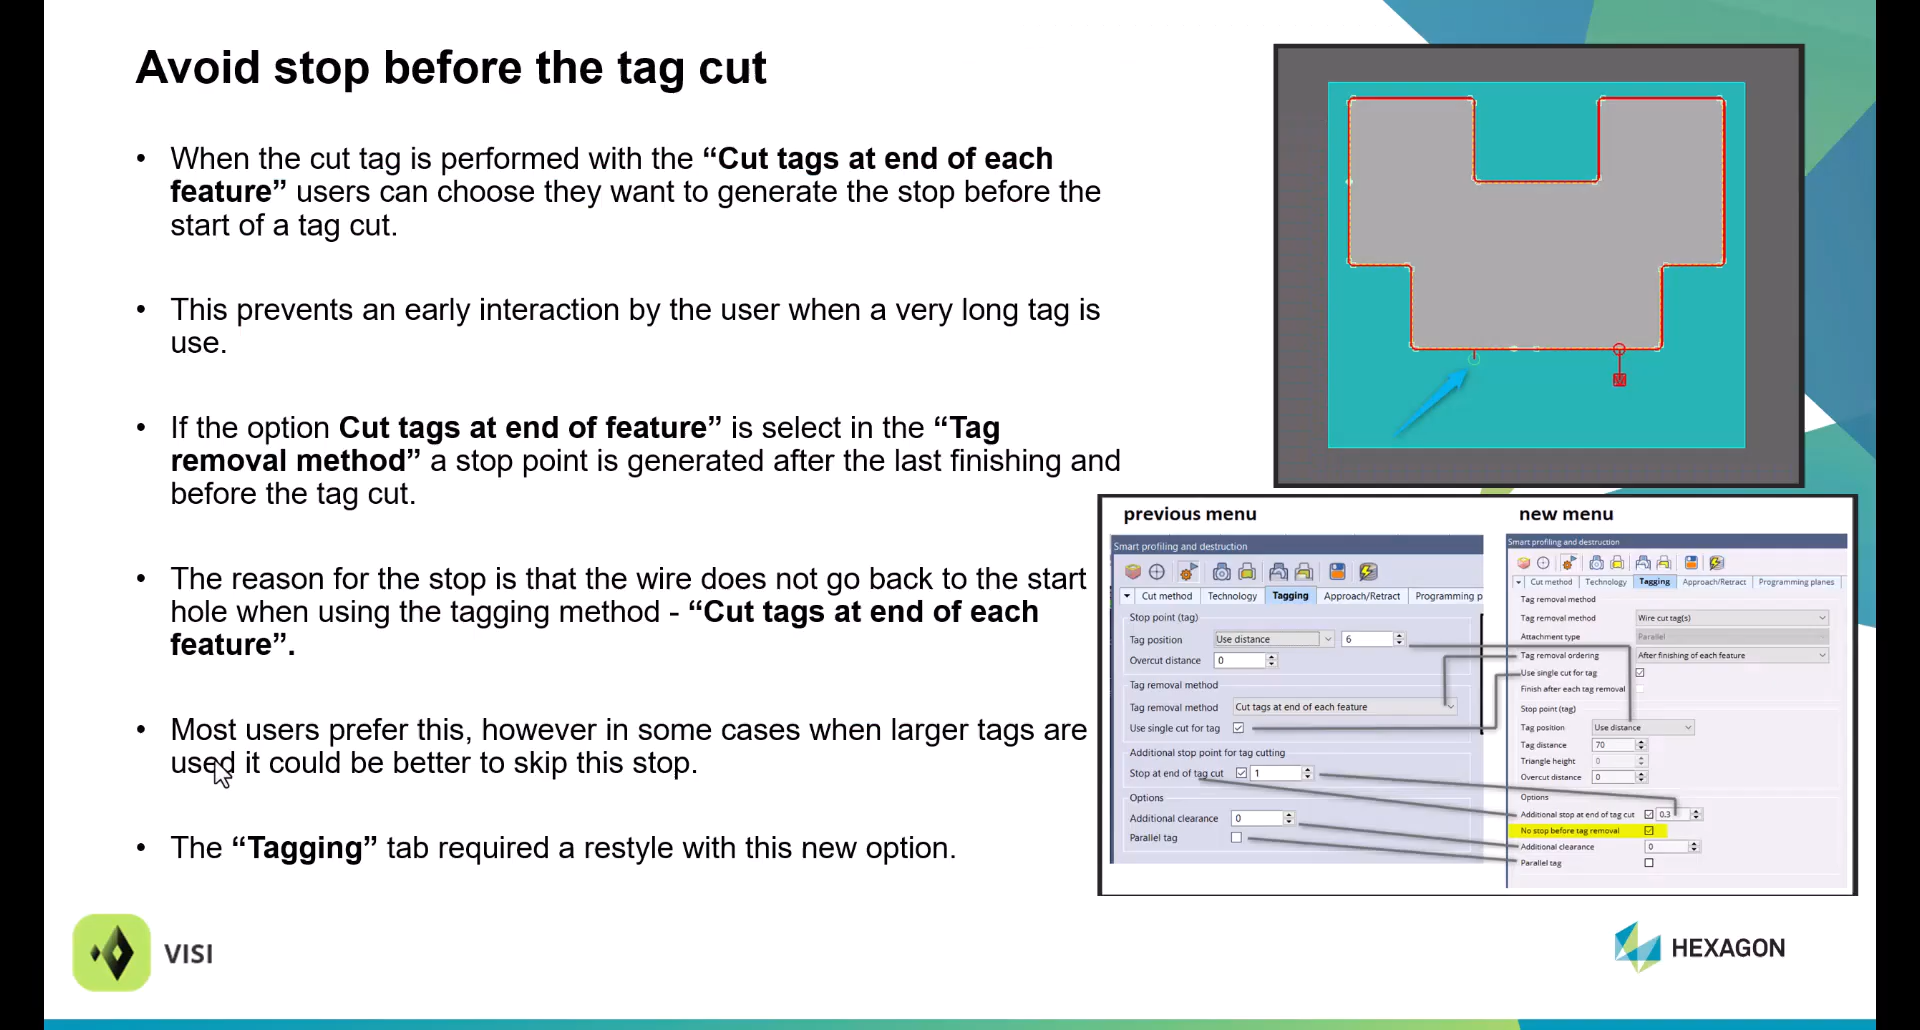 Avoid stop before the tag cut
• When the cut tag is performed with the “Cut tags at end of each
feature” users can choose they want to generate the stop before the
start of a tag cut.
• This prevents an early interaction by the user when a very long tag is
use.
• If the option Cut tags at end of feature” is select in the “Tag
removal method” a stop point is generated after the last finishing and
before the tag cut.
• The reason for the stop is that the wire does not go back to the start
hole when using the tagging method - “Cut tags at end of each
feature”.
• Most users prefer this, however in some cases when larger tags are
used it could be better to skip this stop.
• The “Tagging” tab required a restyle with this new option.
previous menu
Smart profiling and destruction
Cut method Technology Tagging Approach/Retract Programming p
Stop point (tag)
Tag position Use distance 6
Overcut distance 0
Tag removal method
Tag removal method Cut tags at end of each feature
Use single cut for tag
Additional stop point for tag cutting
Stop at end of tag cut 1
Options
Additional clearance 0
Parallel tag
new menu
Smart profiling and destruction
Cut method Technology Tagging Approach/Retract Programming planes
Tag removal method
Tag removal method Wire cut tag(s)
Attachment type Parallel
Tag removal ordering After finishing of each feature
Use single cut for tag
Finish after each tag removal
Stop point (tag)
Tag position Use distance
Tag distance 70
Triangle height 0
Overcut distance 0
Options
Additional stop at end of tag cut 0.3
No stop before tag removal
Additional clearance 0
Parallel tag
VISI
HEXAGON